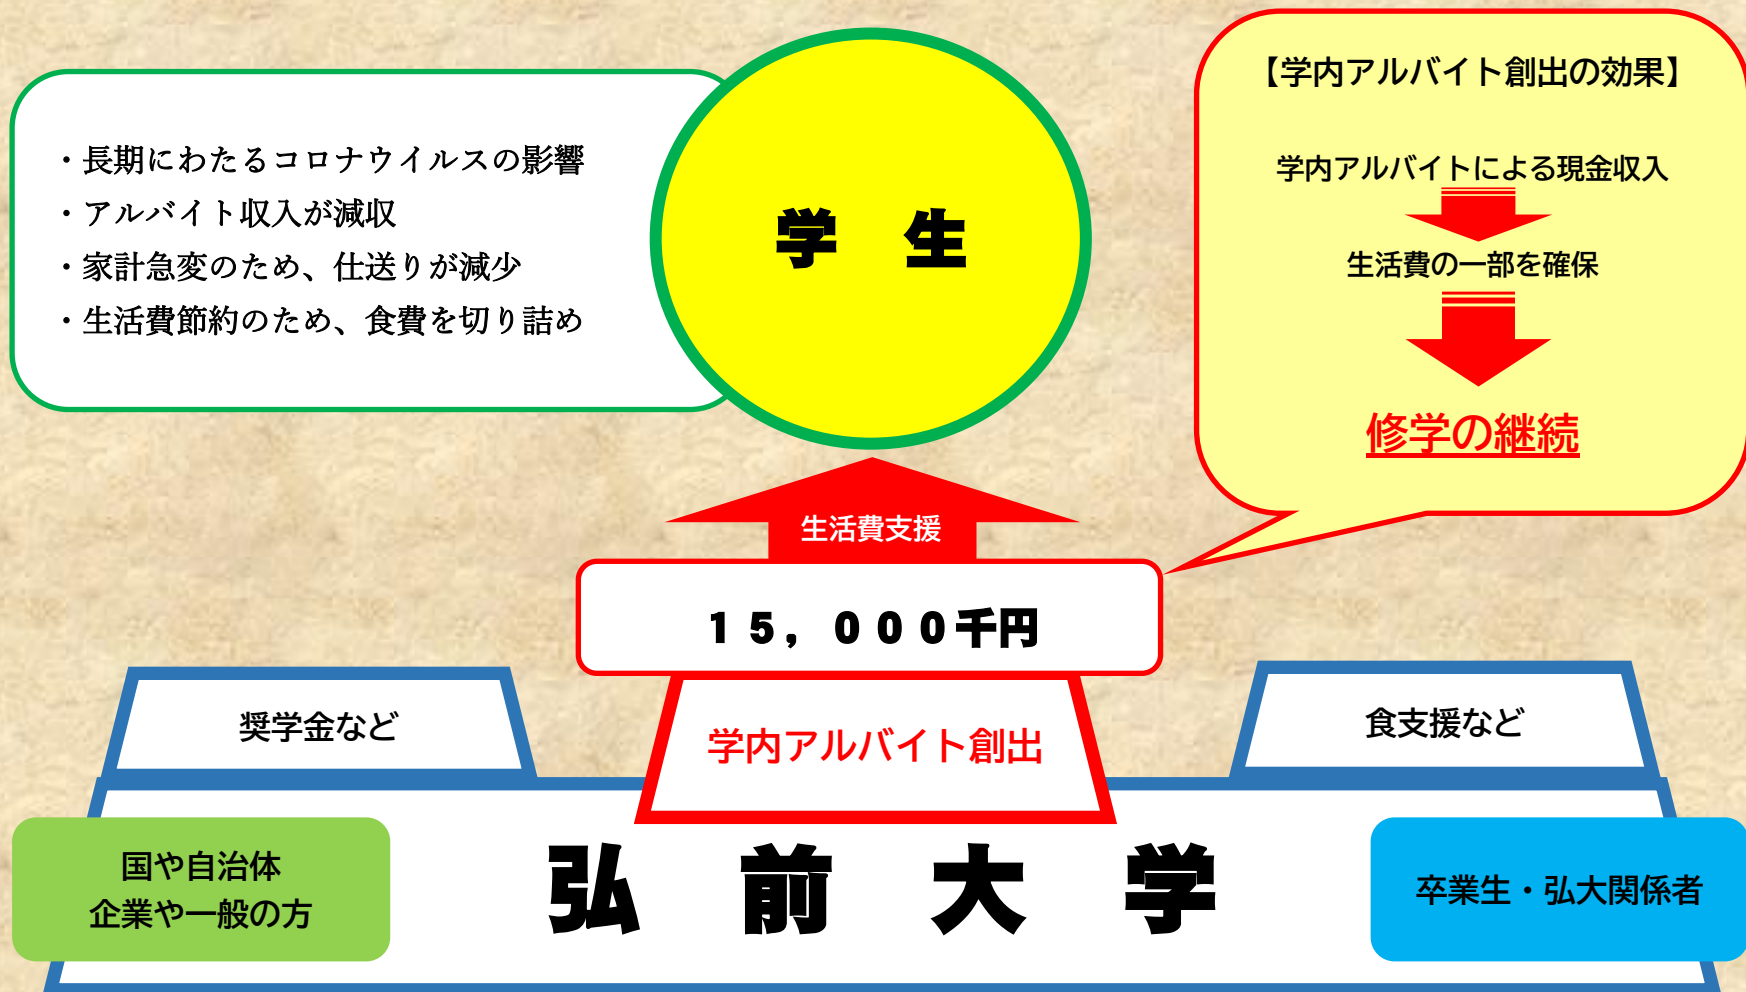 ・長期にわたるコロナウイルスの影響
・アルバイト収入が減収
・家計急変のため、仕送りが減少
・生活費節約のため、食費を切り詰め
学 生
【学内アルバイト創出の効果】
学内アルバイトによる現金収入
生活費の一部を確保
修学の継続
生活費支援
１５，０００千円
奨学金など
学内アルバイト創出
食支援など
国や自治体
企業や一般の方
弘 前 大 学
卒業生・弘大関係者